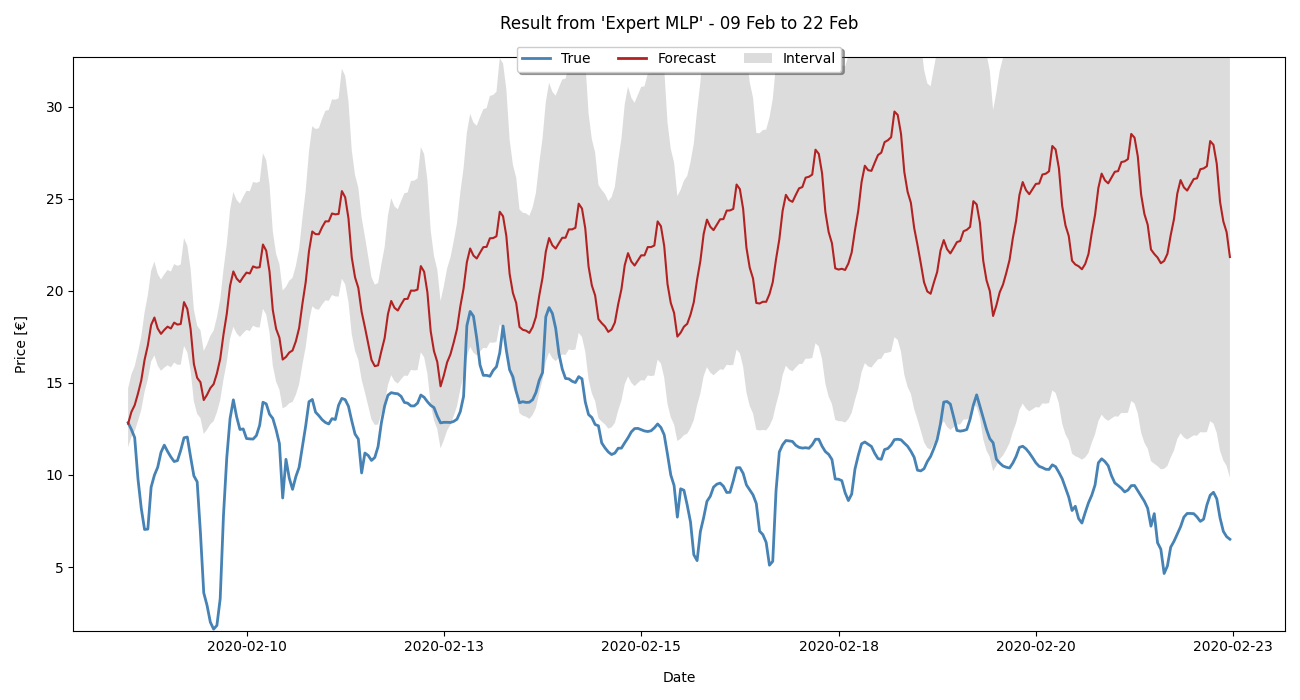 Result from 'Expert MLP' - 09 Feb to 22 Feb
True Forecast Interval
Price [€]
30
25
20
15
10
5
2020-02-10 2020-02-13 2020-02-15 2020-02-18 2020-02-20 2020-02-23
Date